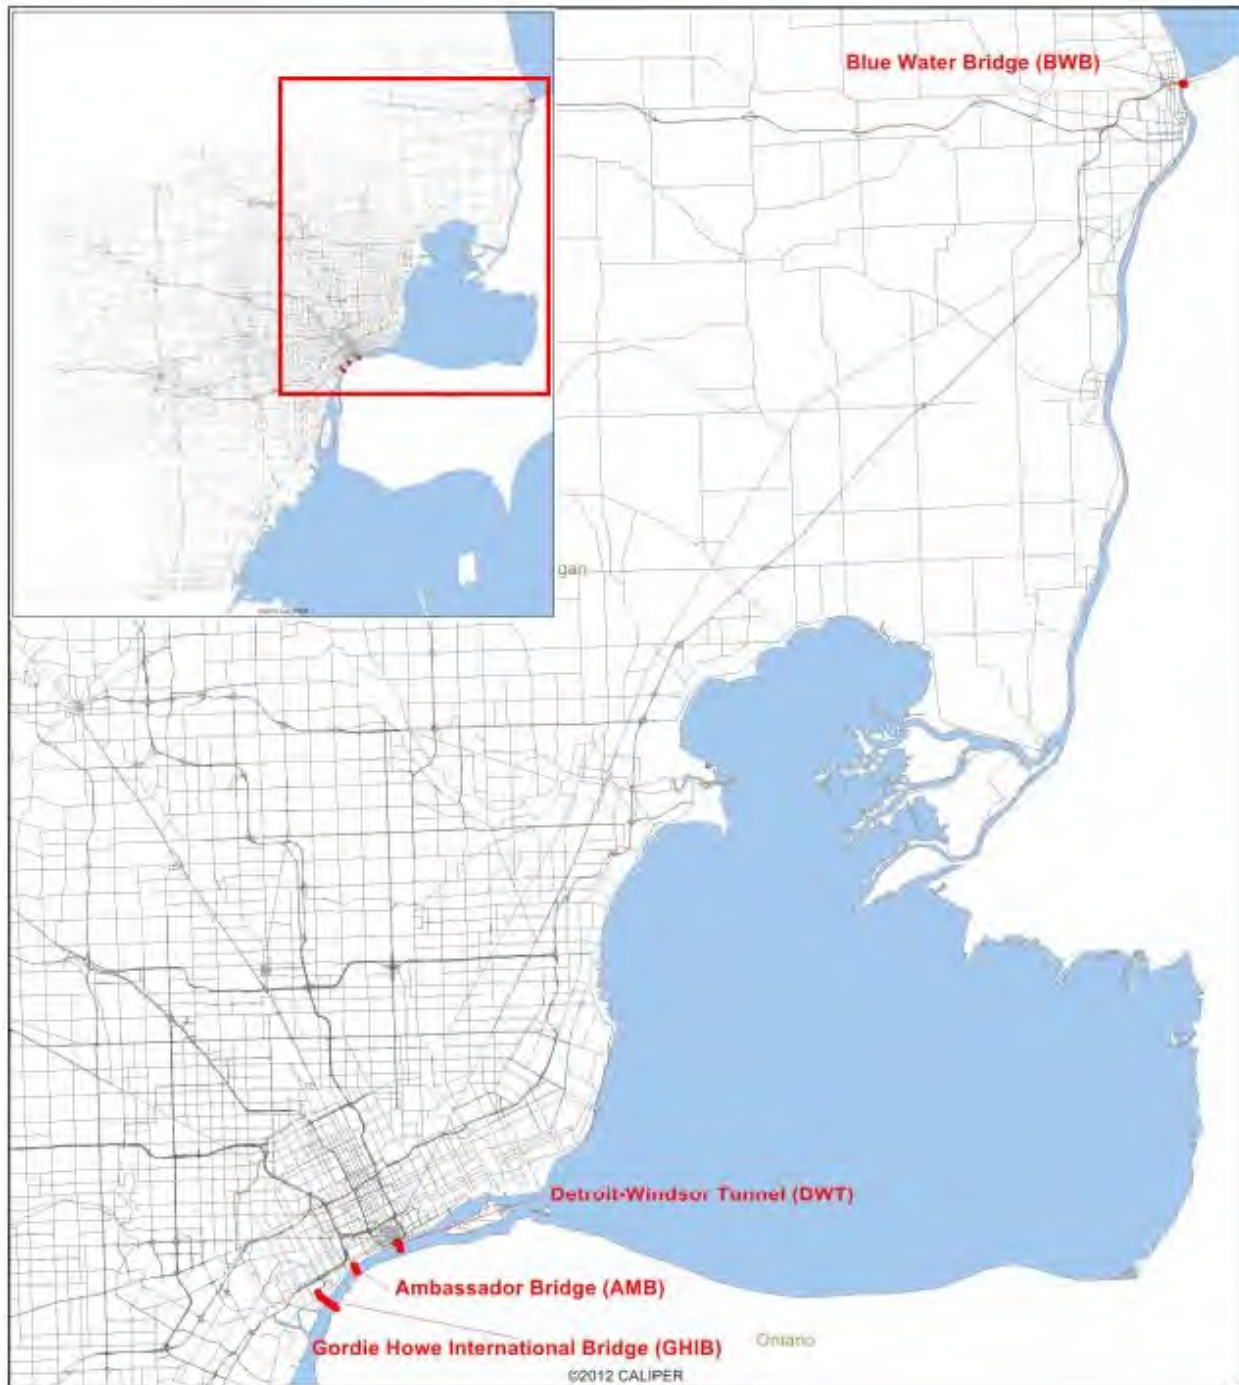 Blue Water Bridge (BWB)
gan
Detroit-Windsor Tunnel (DWT)
Ambassador Bridge (AMB)
Gordie Howe International Bridge (GHIB)
Ontario
©2012 CALIPER